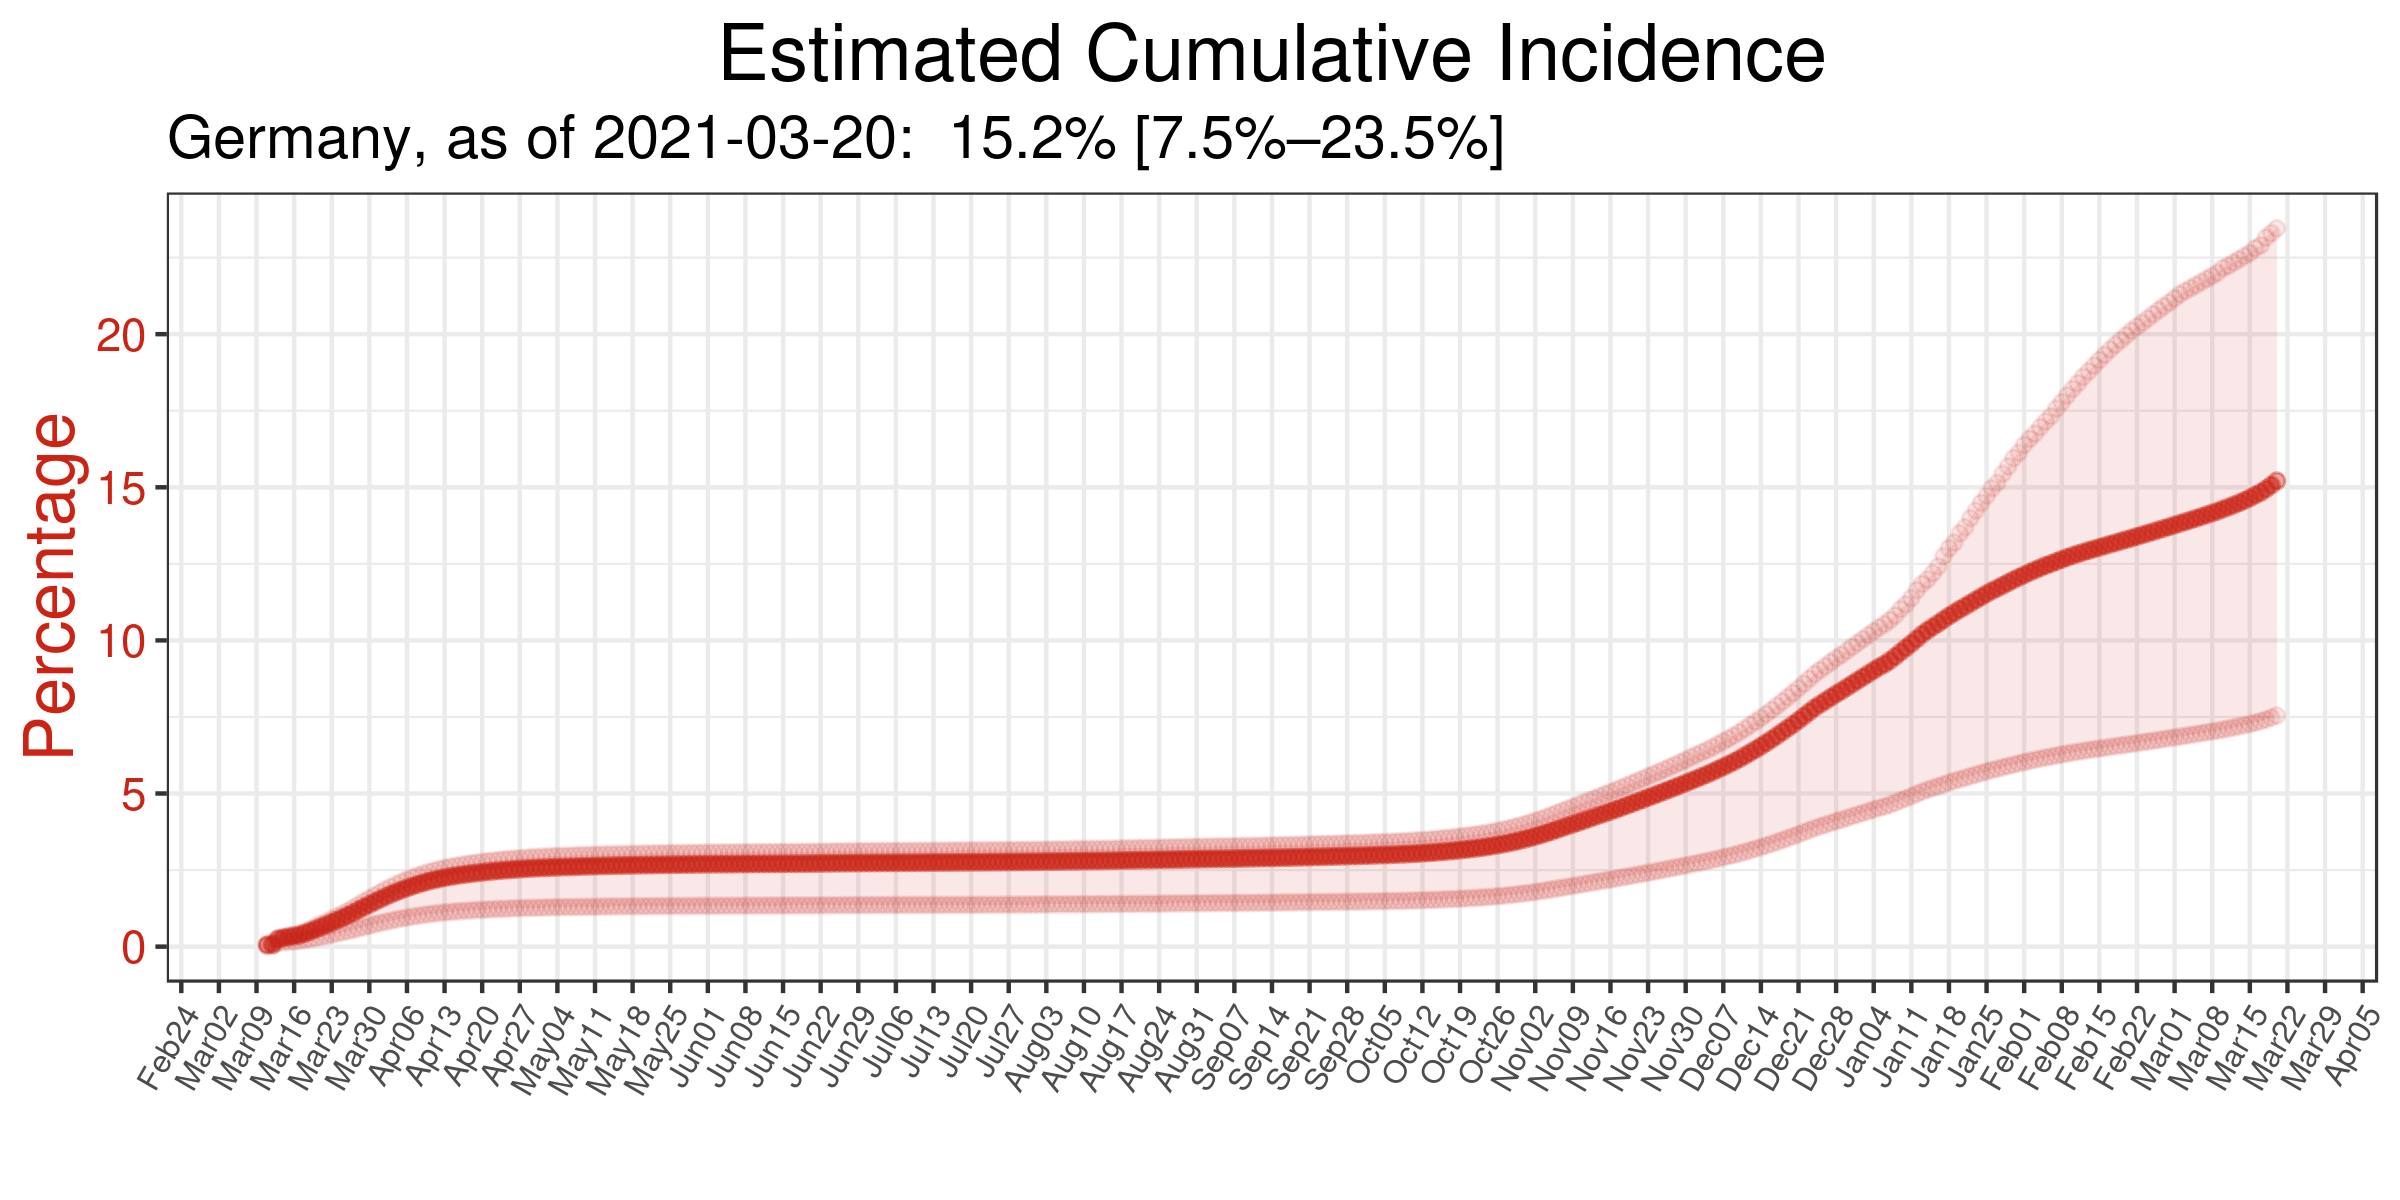 Estimated Cumulative Incidence
Germany, as of 2021-03-20:  15.2% [7.5%–23.5%]
Percentage
20
15
10
5
0
Feb24
Mar02
Mar09
Mar16
Mar23
Mar30
Apr06
Apr13
Apr20
Apr27
May04
May11
May18
May25
Jun01
Jun08
Jun15
Jun22
Jun29
Jul06
Jul13
Jul20
Jul27
Aug03
Aug10
Aug17
Aug24
Aug31
Sep07
Sep14
Sep21
Sep28
Oct05
Oct12
Oct19
Oct26
Nov02
Nov09
Nov16
Nov23
Nov30
Dec07
Dec14
Dec21
Dec28
Jan04
Jan11
Jan18
Jan25
Feb01
Feb08
Feb15
Feb22
Mar01
Mar08
Mar15
Mar22
Mar29
Apr05